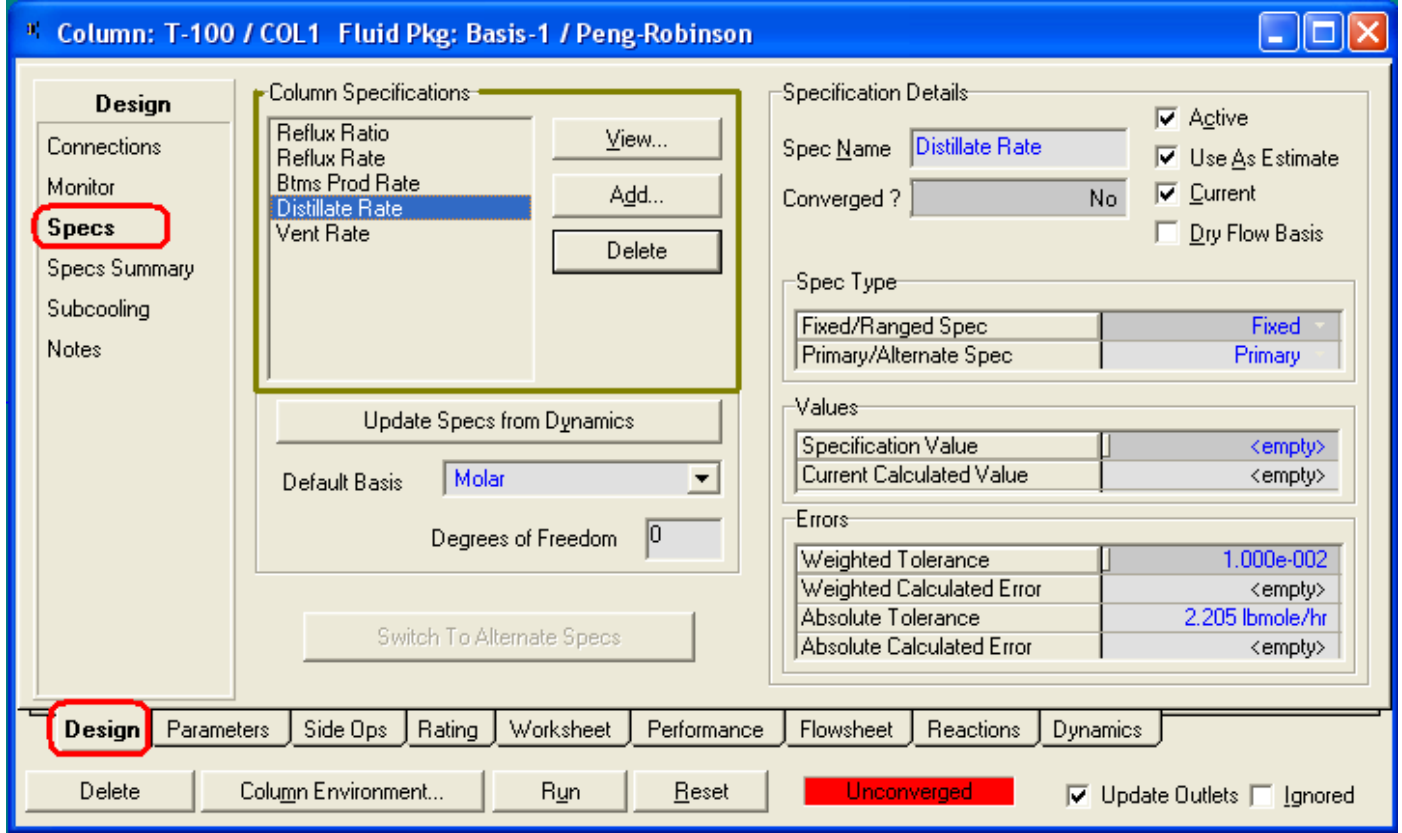 Column: T-100 / COL1 Fluid Pkg: Basis-1 / Peng-Robinson
Design
Connections
Monitor
Specs
Specs Summary
Subcooling
Notes
Column Specifications
Reflux Ratio
Reflux Rate
Btms Prod Rate
Distillate Rate
Vent Rate
View...
Add...
Delete
Update Specs from Dynamics
Default Basis Molar
Degrees of Freedom 0
Switch To Alternate Specs
Specification Details
Spec Name Distillate Rate
Converged ? No
Active
Use As Estimate
Current
Dry Flow Basis
Spec Type
Fixed/Ranged Spec Fixed
Primary/Alternate Spec Primary
Values
Specification Value <empty>
Current Calculated Value <empty>
Errors
Weighted Tolerance 1.000e-002
Weighted Calculated Error <empty>
Absolute Tolerance 2.205 lbmole/hr
Absolute Calculated Error <empty>
Design Parameters Side Ops Rating Worksheet Performance Flowsheet Reactions Dynamics
Delete Column Environment... Run Reset Unconverged Update Outlets Ignored